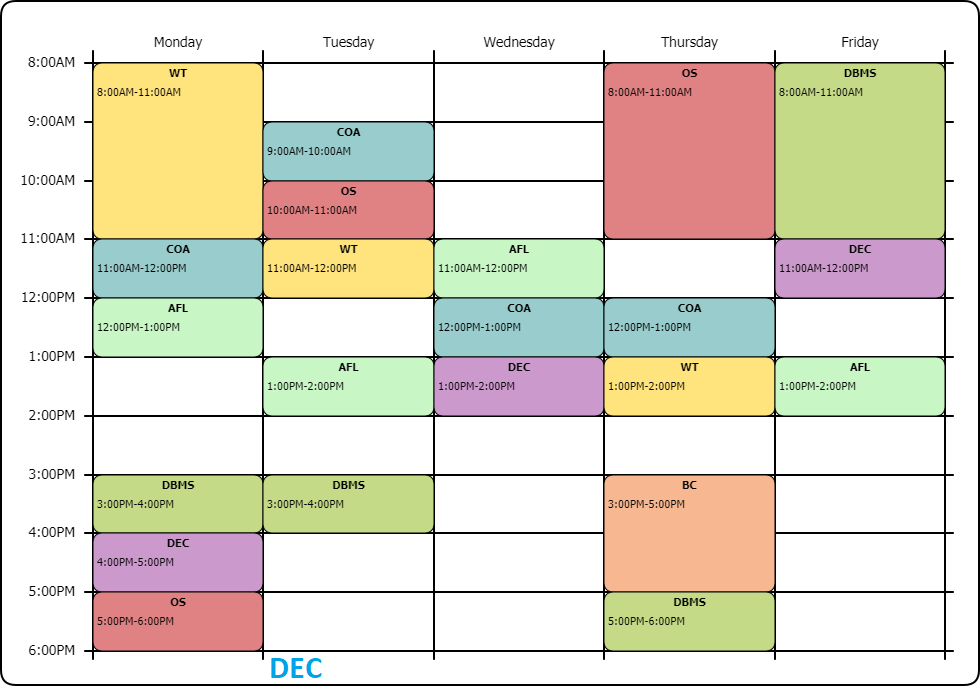 Monday Tuesday Wednesday Thursday Friday
8:00AM
WT
8:00AM-11:00AM
OS
8:00AM-11:00AM
DBMS
8:00AM-11:00AM
9:00AM
COA
9:00AM-10:00AM
10:00AM
OS
10:00AM-11:00AM
11:00AM
COA
11:00AM-12:00PM
WT
11:00AM-12:00PM
AFL
11:00AM-12:00PM
DEC
11:00AM-12:00PM
12:00PM
AFL
12:00PM-1:00PM
COA
12:00PM-1:00PM
COA
12:00PM-1:00PM
1:00PM
AFL
1:00PM-2:00PM
DEC
1:00PM-2:00PM
WT
1:00PM-2:00PM
AFL
1:00PM-2:00PM
2:00PM
3:00PM
DBMS
3:00PM-4:00PM
DBMS
3:00PM-4:00PM
BC
3:00PM-5:00PM
4:00PM
DEC
4:00PM-5:00PM
5:00PM
OS
5:00PM-6:00PM
DBMS
5:00PM-6:00PM
6:00PM
DEC